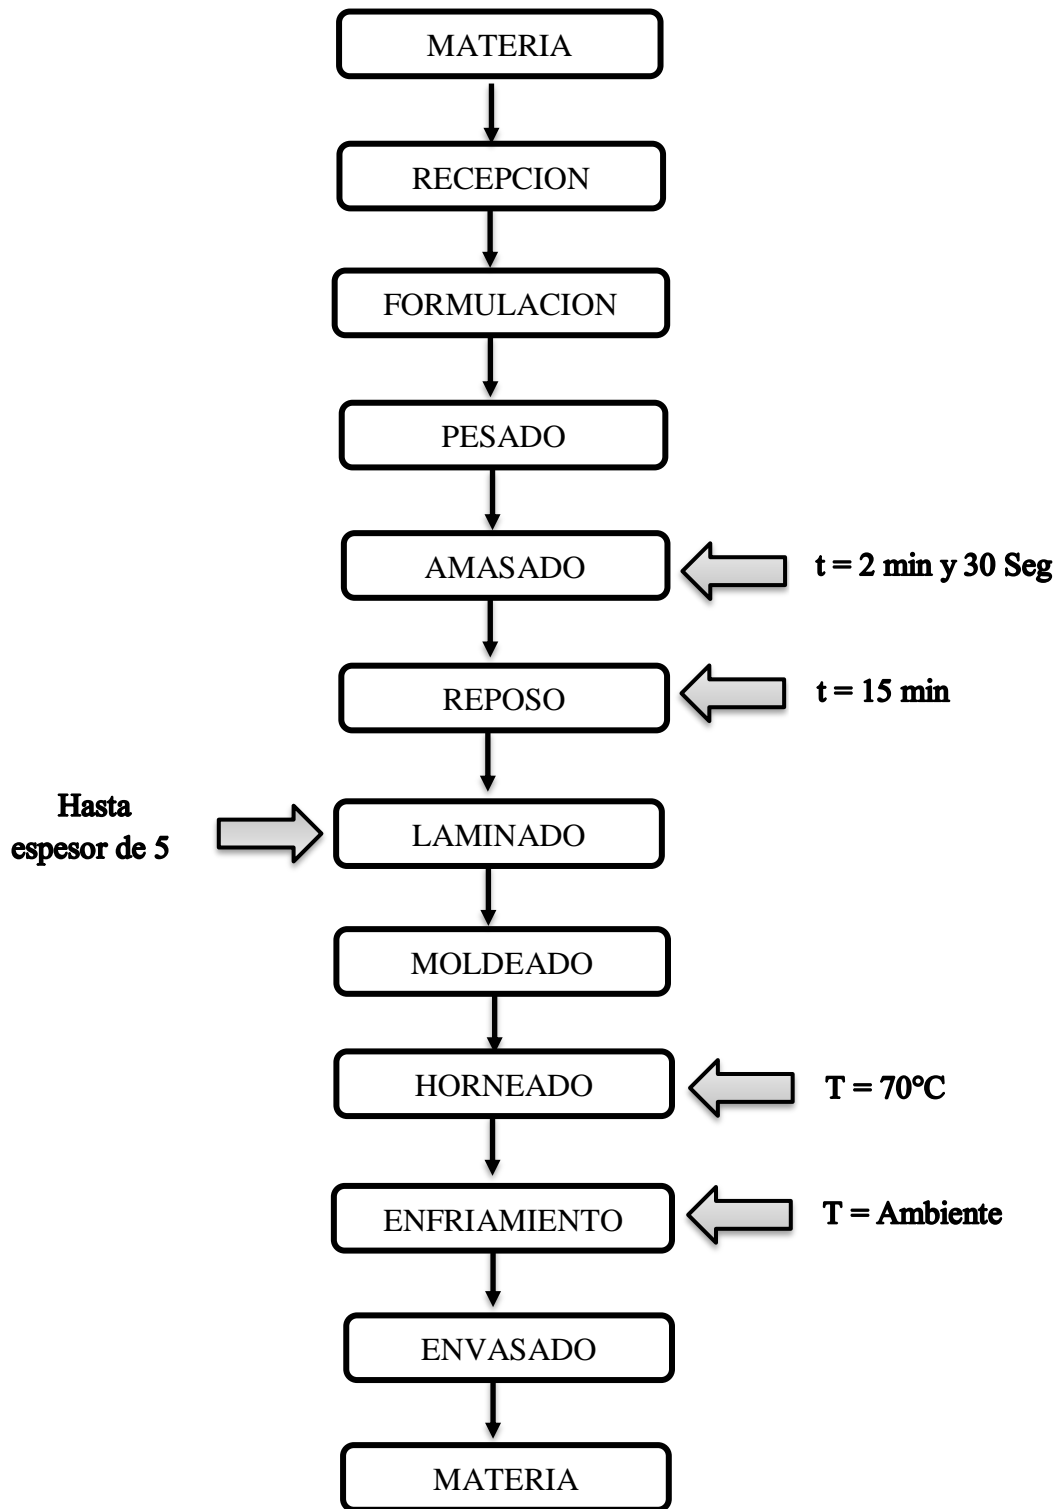 MATERIA
RECEPCION
FORMULACION
PESADO
AMASADO
t = 2 min y 30 Seg
REPOSO
t = 15 min
Hasta
espesor de 5
LAMINADO
MOLDEADO
HORNEADO
T = 70°C
ENFRIAMIENTO
T = Ambiente
ENVASADO
MATERIA